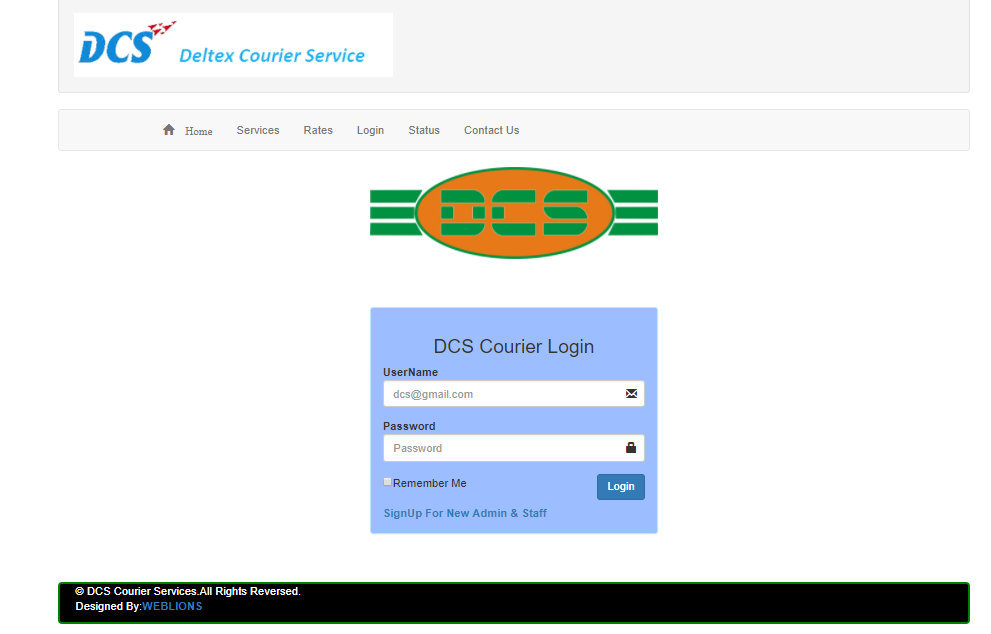 DCS Deltex Courier Service
Home Services Rates Login Status Contact Us
DCS
DCS Courier Login
UserName
dcs@gmail.com
Password
Password
Remember Me Login
SignUp For New Admin & Staff
© DCS Courier Services.All Rights Reversed.
Designed By:WEBLIONS